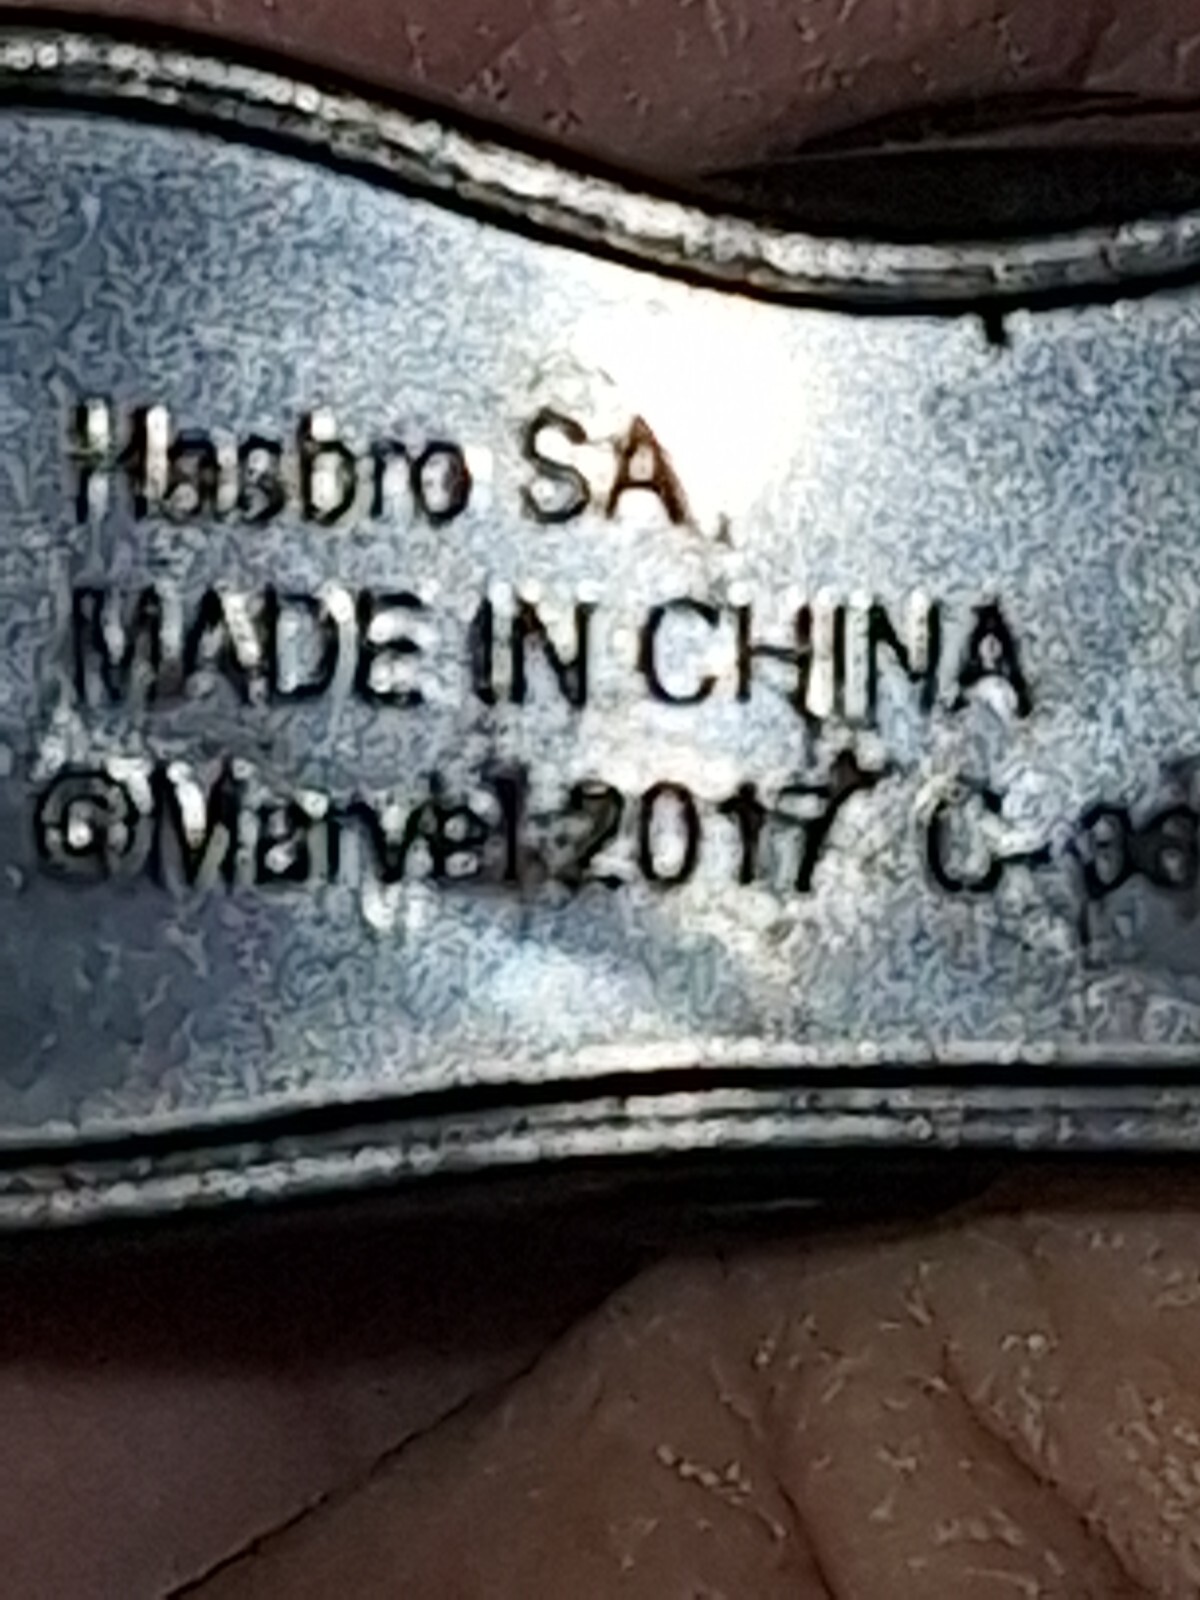 Hasbro SA,
MADE IN CHINA
©Marvel 2017